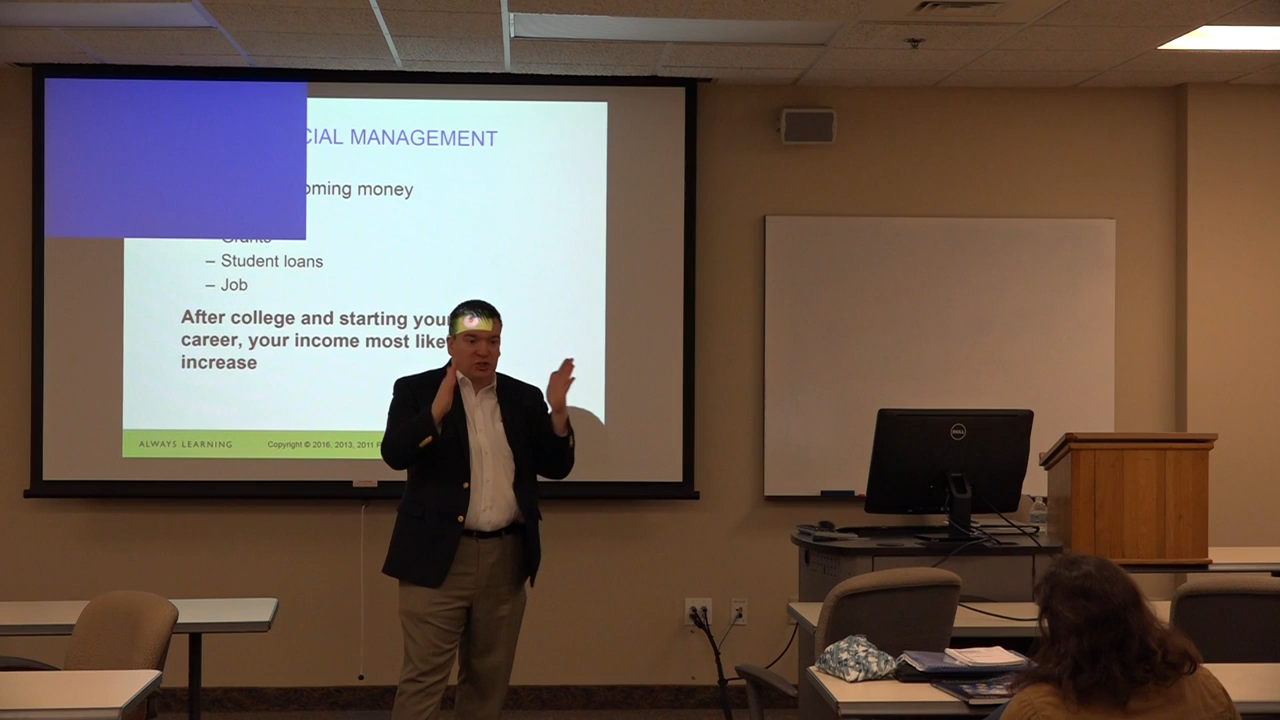 CIAL MANAGEMENT
oming money
Grants
– Student loans
– Job
After college and starting your
career, your income most like
increase
ALWAYS LEARNING
Copyright © 2016, 2013, 2011
DELL